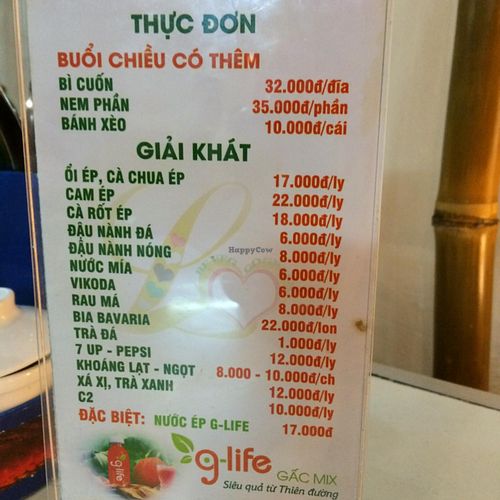 THỰC ĐƠN
BUỔI CHIỀU CÓ THÊM
BÌ CUỐN 32.000đ/đĩa
NEM PHẦN 35.000đ/phần
BÁNH XÈO 10.000đ/cái
GIẢI KHÁT
ỔI ÉP, CÀ CHUA ÉP 17.000đ/ly
CAM ÉP 22.000đ/ly
CÀ RỐT ÉP 18.000đ/ly
ĐẬU NÀNH ĐÁ 6.000đ/ly
ĐẬU NÀNH NÓNG 8.000đ/ly
NƯỚC MÍA 6.000đ/ly
VIKODA 6.000đ/ly
RAU MÁ 8.000đ/ly
BIA BAVARIA 22.000đ/lon
TRÀ ĐÁ 1.000đ/ly
7 UP - PEPSI 12.000đ/ly
KHOÁNG LẠT - NGỌT 8.000 - 10.000đ/ch
XÁ XỊ, TRÀ XANH 12.000đ/ly
C2 10.000đ/ly
ĐẶC BIỆT: NƯỚC ÉP G-LIFE 17.000đ
HappyCow
g-life
g-life
GẤC MIX
Siêu quả từ Thiên đường